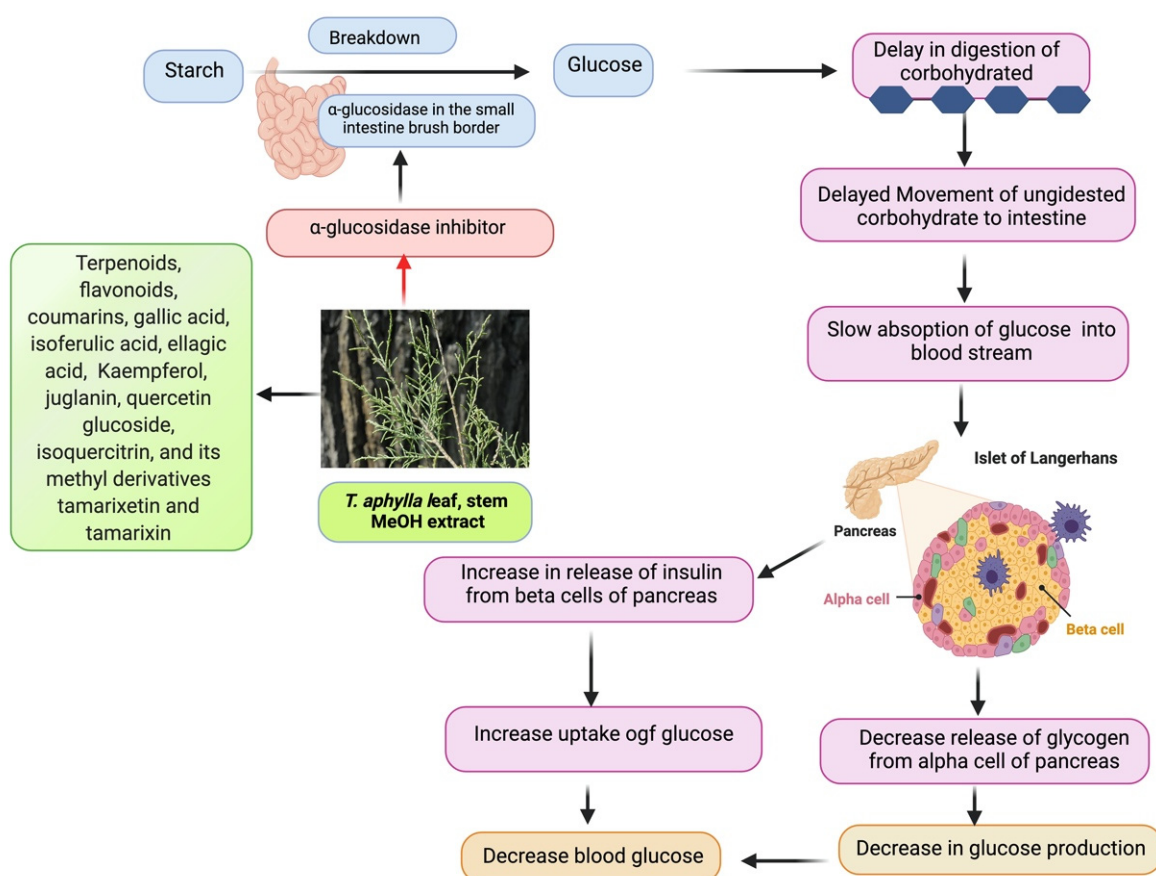 Breakdown
Starch
Glucose
α-glucosidase in the small
intestine brush border
α-glucosidase inhibitor
Terpenoids,
flavonoids,
coumarins, gallic acid,
isoferulic acid, ellagic
acid, Kaempferol,
juglanin, quercetin
glucoside,
isoquercitrin, and its
methyl derivatives
tamarixetin and
tamarixin
T. aphylla leaf, stem
MeOH extract
Delay in digestion of
corbohydrated
Delayed Movement of ungidested
corbohydrate to intestine
Slow absoption of glucose into
blood stream
Islet of Langerhans
Pancreas
Alpha cell
Beta cell
Increase in release of insulin
from beta cells of pancreas
Increase uptake ogf glucose
Decrease release of glycogen
from alpha cell of pancreas
Decrease in glucose production
Decrease blood glucose